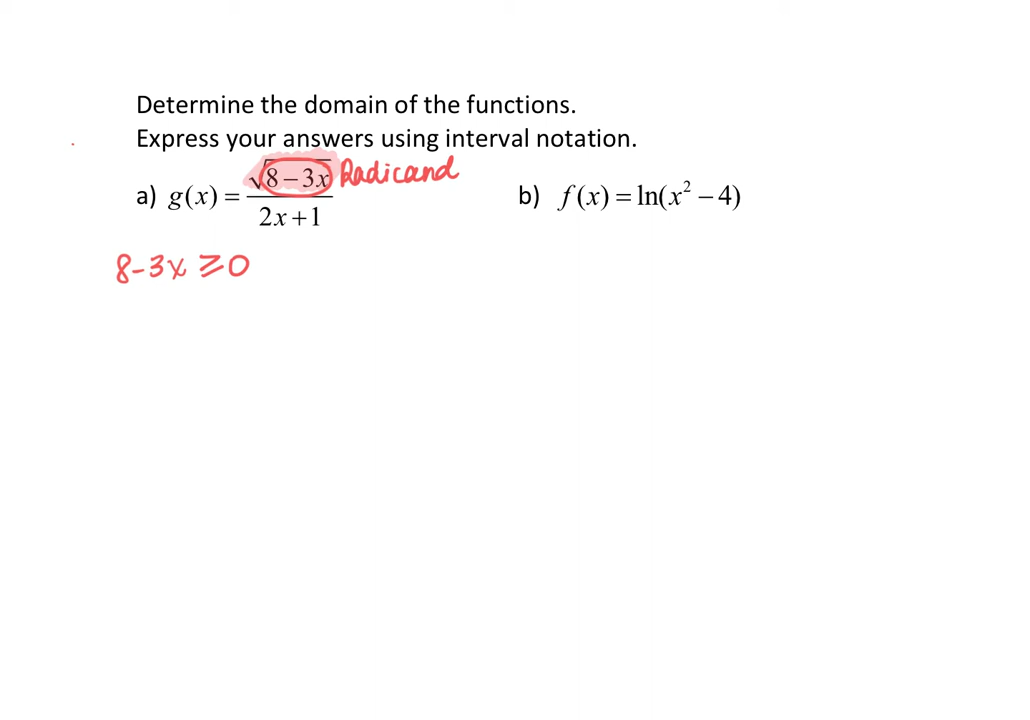 Determine the domain of the functions.
Express your answers using interval notation.
a) g(x) = √(8 − 3x) / (2x + 1) Radicand
b) f(x) = ln(x² − 4)
8 - 3x ≥ 0